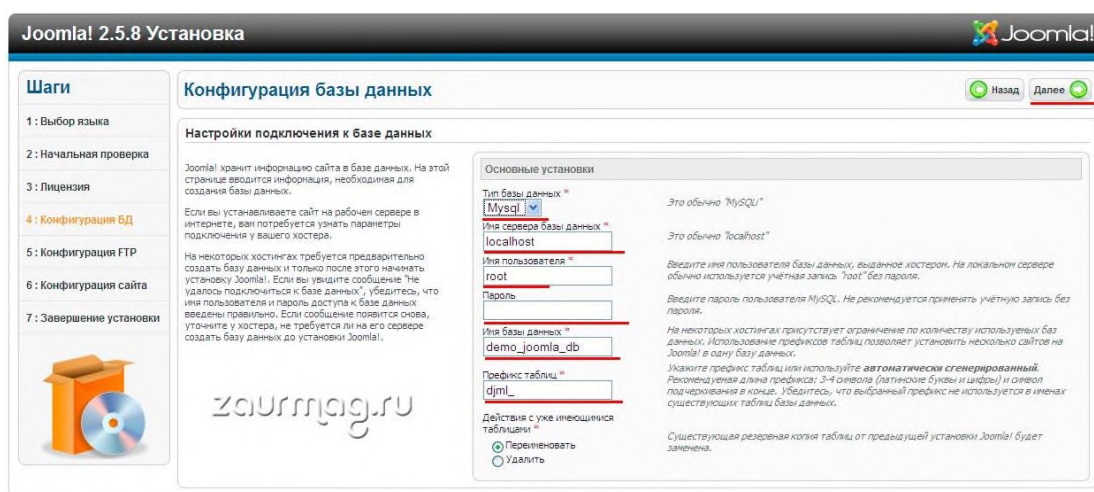 Joomla! 2.5.8 Установка
Joomla!
Шаги
1 : Выбор языка
2 : Начальная проверка
3 : Лицензия
4 : Конфигурация БД
5 : Конфигурация FTP
6 : Конфигурация сайта
7 : Завершение установки
Конфигурация базы данных
Назад
Далее
Настройки подключения к базе данных
Joomla! хранит информацию сайта в базе данных. На этой
странице вводится информация, необходимая для
создания базы данных.
Если вы устанавливаете сайт на рабочем сервере в
интернете, вам потребуется узнать параметры
подключения у вашего хостера.
На некоторых хостингах требуется предварительно
создать базу данных и только после этого начинать
установку Joomla!. Если вы увидите сообщение "Не
удалось подключиться к базе данных", убедитесь, что
имя пользователя и пароль доступа к базе данных
введены правильно. Если сообщение появится снова,
уточните у хостера, не требуется ли на его сервере
создать базу данных до установки Joomla!.
zaurmag.ru
Основные установки
Тип базы данных *
Mysql
Это обычно "MySQLi"
Имя сервера базы данных *
localhost
Это обычно "localhost"
Имя пользователя *
root
Введите имя пользователя базы данных, выданное хостером. На локальном сервере
обычно используется учётная запись "root" без пароля.
Пароль
Введите пароль пользователя MySQL. Не рекомендуется применять учётную запись без
пароля.
Имя базы данных *
demo_joomla_db
На некоторых хостингах присутствует ограничение по количеству используемых баз
данных. Использование префиксов таблиц позволяет установить несколько сайтов на
Joomla! в одну базу данных.
Префикс таблиц *
djml_
Укажите префикс таблиц или используйте автоматически сгенерированный.
Рекомендуемая длина префикса: 3-4 символа (латинские буквы и цифры) и символ
подчеркивания в конце. Убедитесь, что выбранный префикс не используется в именах
существующих таблиц базы данных.
Действия с уже имеющимися
таблицами *
Переименовать
Удалить
Существующая резервная копия таблиц от предыдущей установки Joomla! будет
заменена.